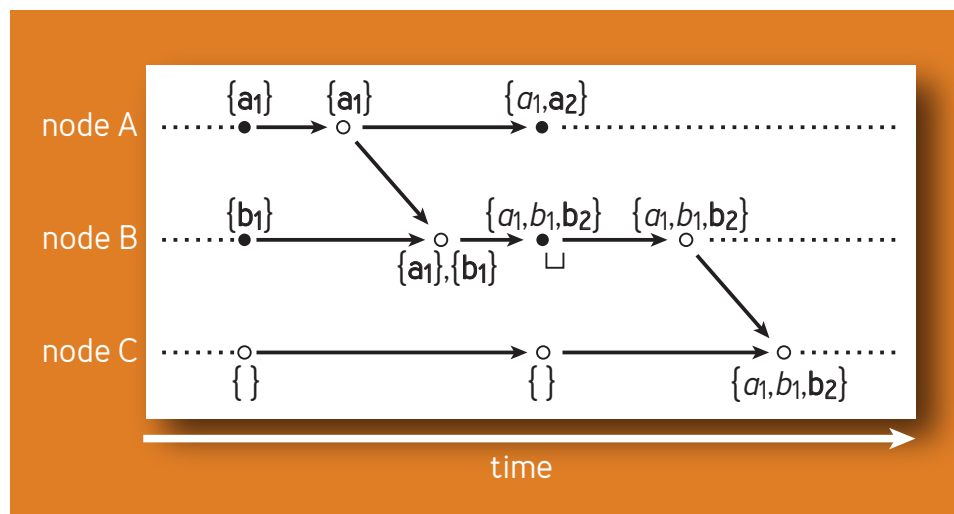 {a1} {a1} {a1,a2}
node A
{b1} {a1,b1,b2} {a1,b1,b2}
node B
{a1},{b1} ⊔
node C
{ } { } {a1,b1,b2}
time